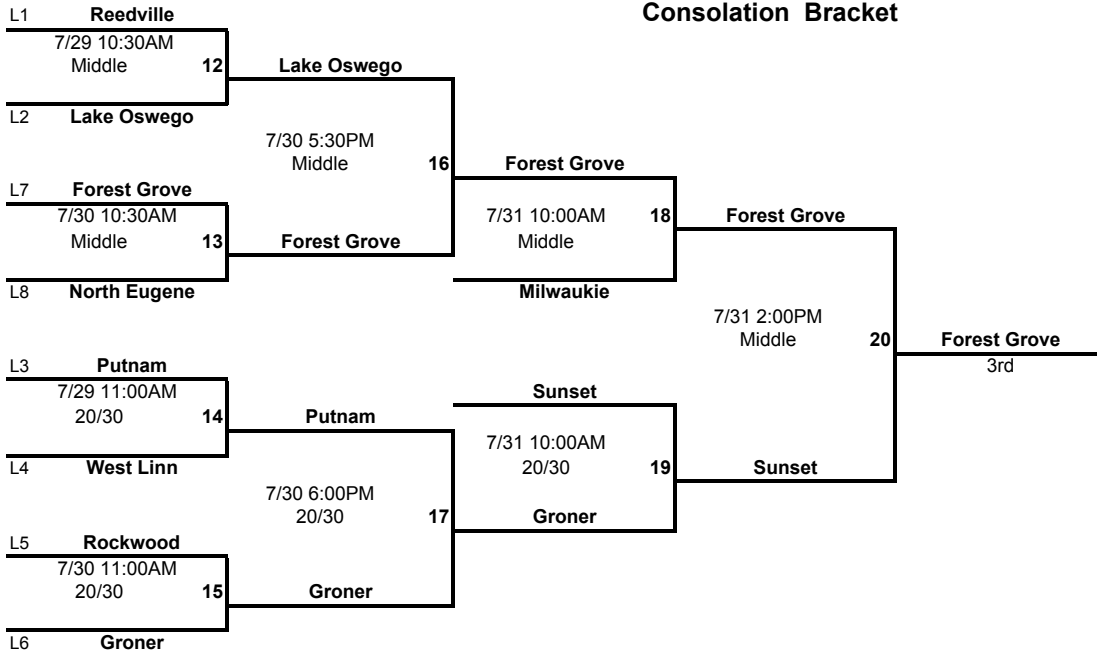 L1 Reedville
Consolation Bracket
7/29 10:30AM
Middle 12
Lake Oswego
L2 Lake Oswego
7/30 5:30PM
Middle 16
Forest Grove
L7 Forest Grove
7/30 10:30AM
Middle 13
Forest Grove
7/31 10:00AM 18
Middle
Forest Grove
L8 North Eugene
Milwaukie
7/31 2:00PM
Middle 20
Forest Grove
3rd
L3 Putnam
7/29 11:00AM
20/30 14
Putnam
Sunset
7/31 10:00AM
20/30 19
Sunset
L4 West Linn
7/30 6:00PM
20/30 17
Groner
L5 Rockwood
7/30 11:00AM
20/30 15
Groner
L6 Groner